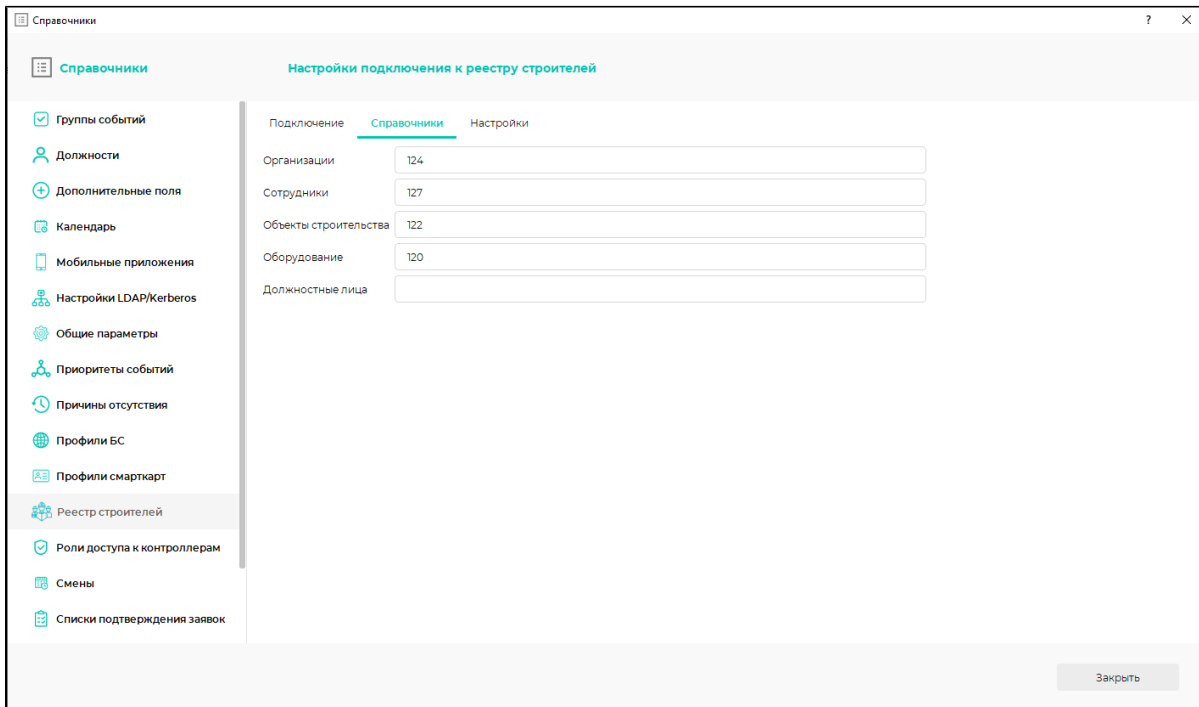 Справочники
?
Справочники
Настройки подключения к реестру строителей
Группы событий
Должности
Дополнительные поля
Календарь
Мобильные приложения
Настройки LDAP/Kerberos
Общие параметры
Приоритеты событий
Причины отсутствия
Профили БС
Профили смарткарт
Реестр строителей
Роли доступа к контроллерам
Смены
Списки подтверждения заявок
Подключение Справочники Настройки
Организации 124
Сотрудники 127
Объекты строительства 122
Оборудование 120
Должностные лица
Закрыть